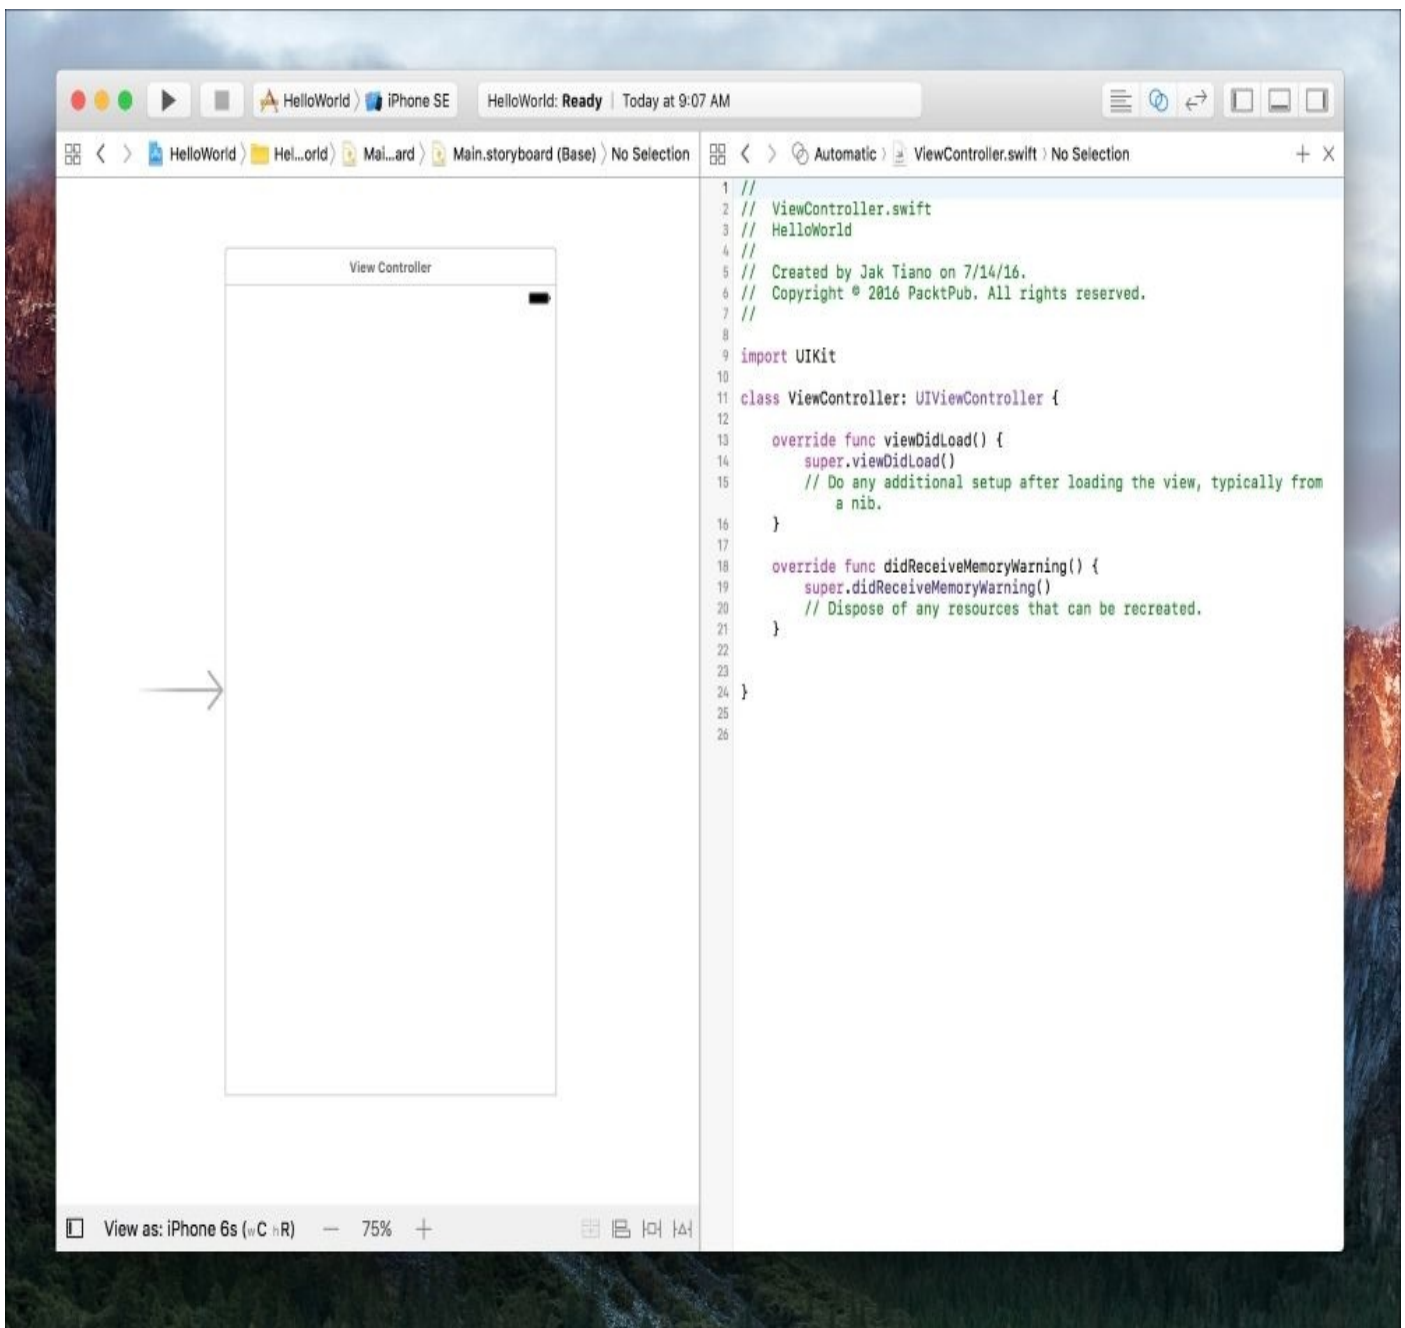 HelloWorld 〉 iPhone SE
HelloWorld: Ready | Today at 9:07 AM
HelloWorld 〉 Hel...orld 〉 Mai...ard 〉 Main.storyboard (Base) 〉 No Selection
Automatic 〉 ViewController.swift 〉 No Selection
View Controller
1 //
2 //  ViewController.swift
3 //  HelloWorld
4 //
5 //  Created by Jak Tiano on 7/14/16.
6 //  Copyright © 2016 PacktPub. All rights reserved.
7 //
8
9 import UIKit
10
11 class ViewController: UIViewController {
12
13     override func viewDidLoad() {
14         super.viewDidLoad()
15         // Do any additional setup after loading the view, typically from
a nib.
16     }
17
18     override func didReceiveMemoryWarning() {
19         super.didReceiveMemoryWarning()
20         // Dispose of any resources that can be recreated.
21     }
22
23
24 }
25
26
View as: iPhone 6s (wC hR) — 75% +